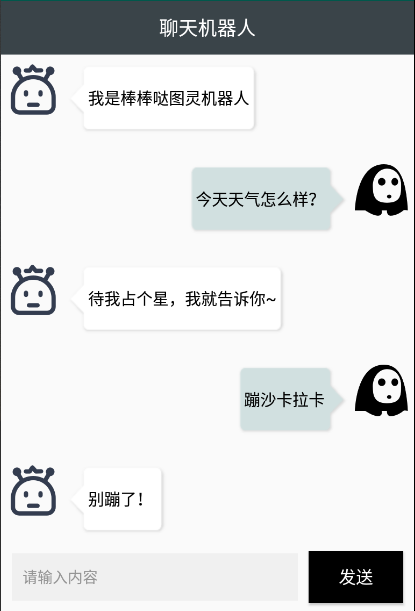 聊天机器人
我是棒棒哒图灵机器人
今天天气怎么样？
待我占个星，我就告诉你~
蹦沙卡拉卡
别蹦了！
请输入内容
发送